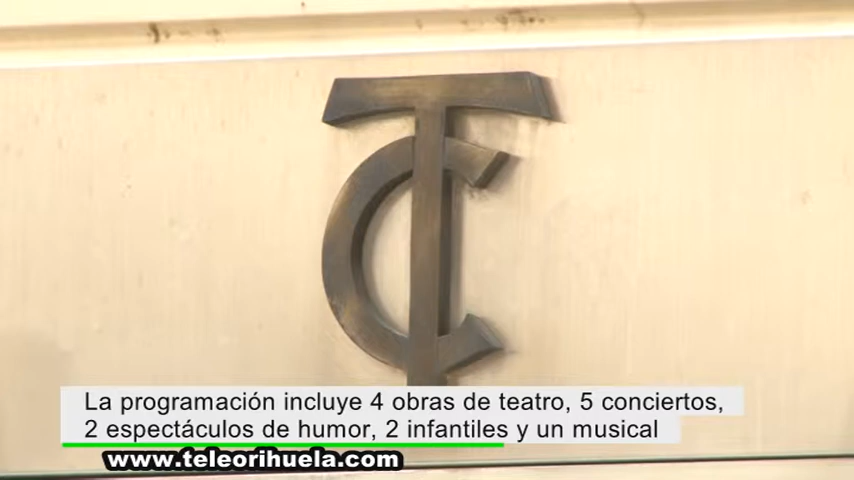 TC
La programación incluye 4 obras de teatro, 5 conciertos,
2 espectáculos de humor, 2 infantiles y un musical
www.teleorihuela.com